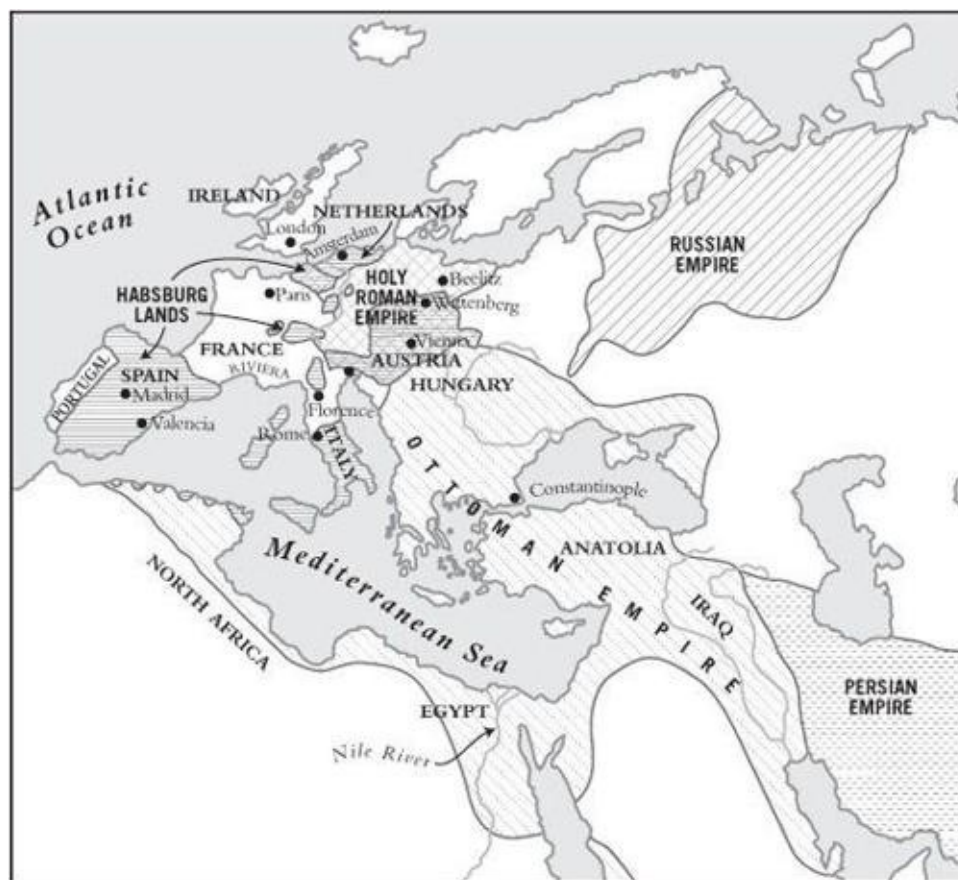 Atlantic
Ocean
IRELAND
London
NETHERLANDS
Amsterdam
HABSBURG
LANDS
Paris
HOLY
ROMAN
EMPIRE
Beelitz
Wittenberg
Vienna
FRANCE
RIVIERA
AUSTRIA
HUNGARY
PORTUGAL
SPAIN
Madrid
Valencia
Florence
Rome
ITALY
RUSSIAN
EMPIRE
OTTOMAN EMPIRE
Constantinople
ANATOLIA
IRAQ
Mediterranean Sea
NORTH AFRICA
EGYPT
Nile River
PERSIAN
EMPIRE